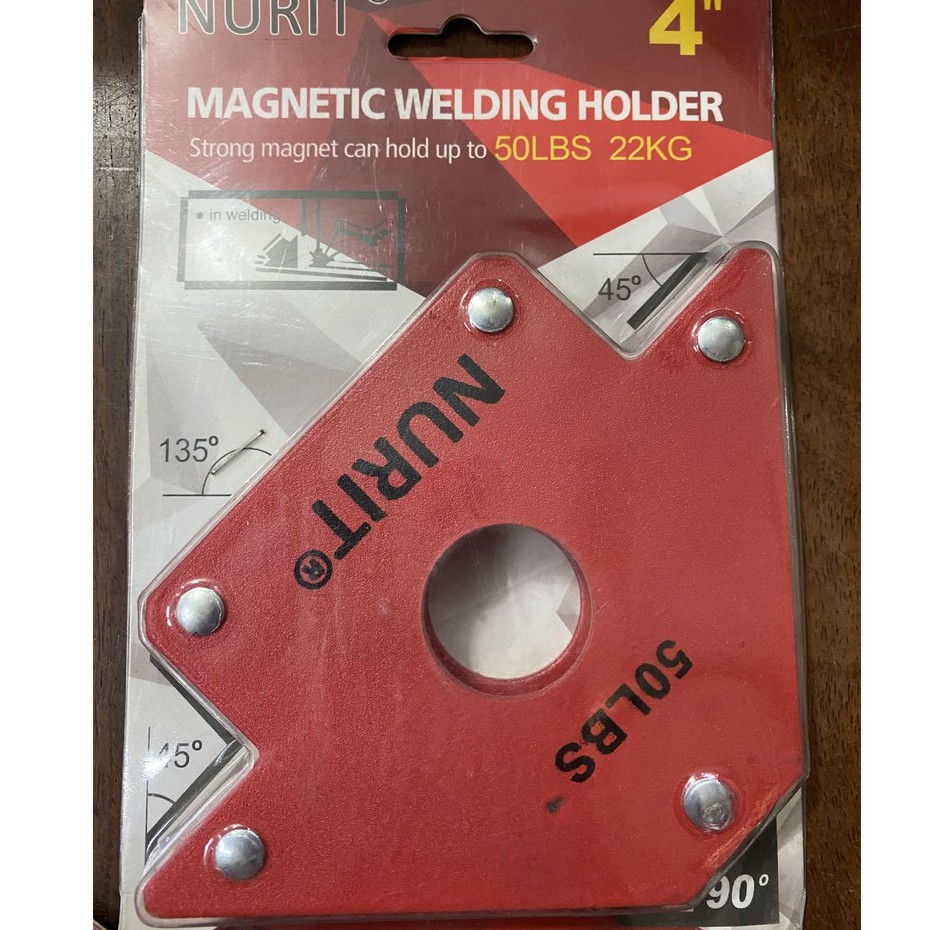 NURIT®
4"
MAGNETIC WELDING HOLDER
Strong magnet can hold up to 50LBS 22KG
• in welding
45°
135°
NURIT®
50LBS
45°
90°